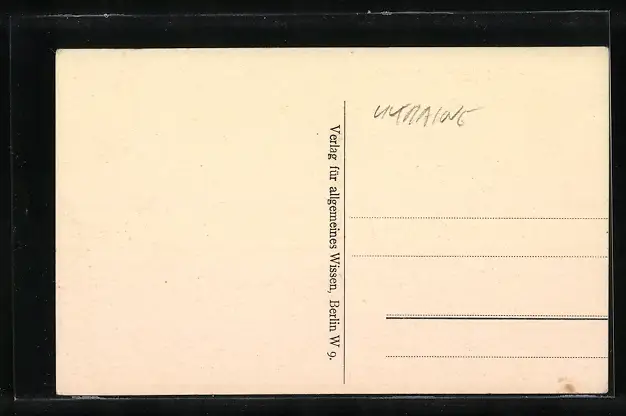 UKRAINE
Verlag für allgemeines Wissen, Berlin W 9.